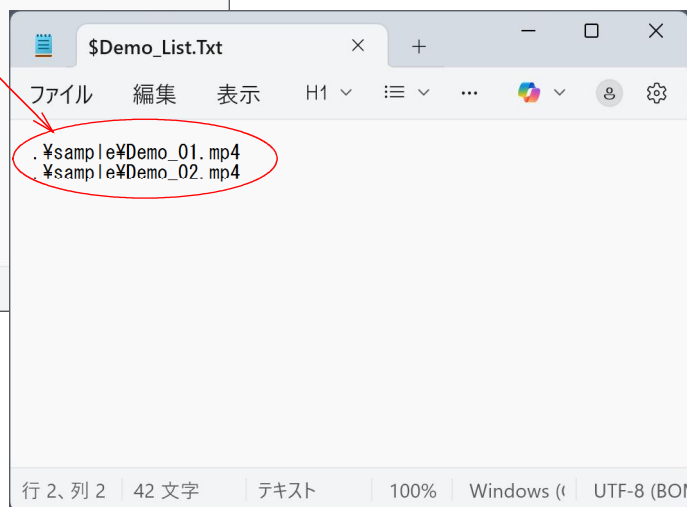 $Demo_List.Txt
ファイル 編集 表示 H1
.¥sample¥Demo_01.mp4
.¥sample¥Demo_02.mp4
行 2、列 2 42 文字 テキスト 100% Windows ( UTF-8 (BOM